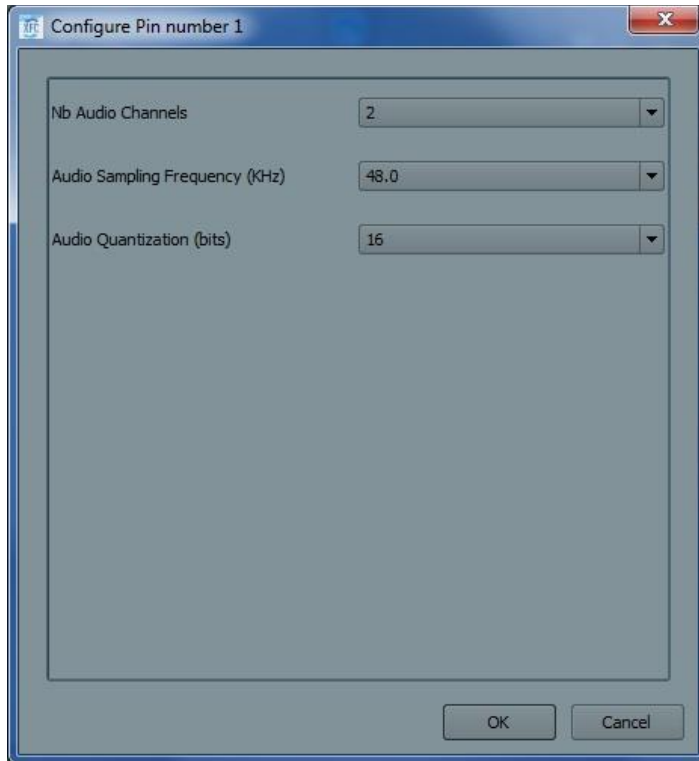 XFC Configure Pin number 1
Nb Audio Channels 2
Audio Sampling Frequency (KHz) 48.0
Audio Quantization (bits) 16
OK Cancel